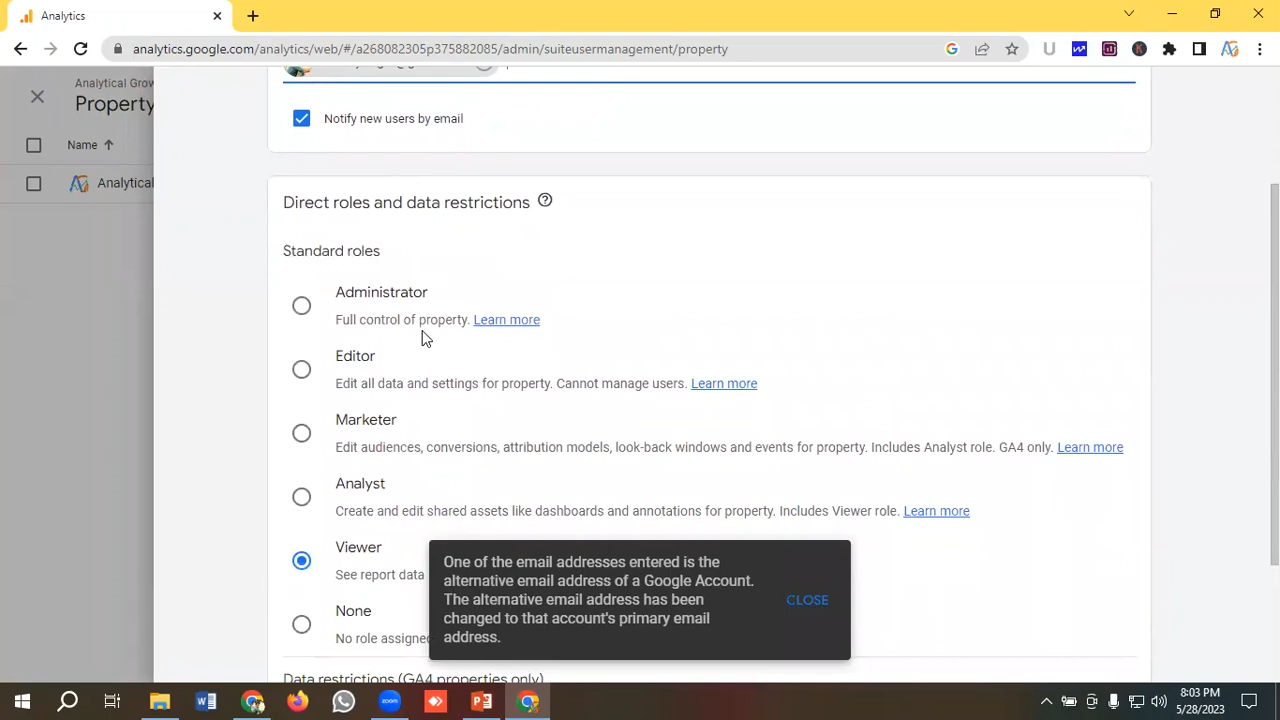 Analytics
analytics.google.com/analytics/web/#/a268082305p375882085/admin/suiteusermanagement/property
Analytical Grow
Property
Name
Analytical
Notify new users by email
Direct roles and data restrictions
Standard roles
Administrator
Full control of property. Learn more
Editor
Edit all data and settings for property. Cannot manage users. Learn more
Marketer
Edit audiences, conversions, attribution models, look-back windows and events for property. Includes Analyst role. GA4 only. Learn more
Analyst
Create and edit shared assets like dashboards and annotations for property. Includes Viewer role. Learn more
Viewer
See report data
None
No role assigned
One of the email addresses entered is the
alternative email address of a Google Account.
The alternative email address has been
changed to that account's primary email
address.
CLOSE
Data restrictions (GA4 properties only)
zoom
8:03 PM
5/28/2023